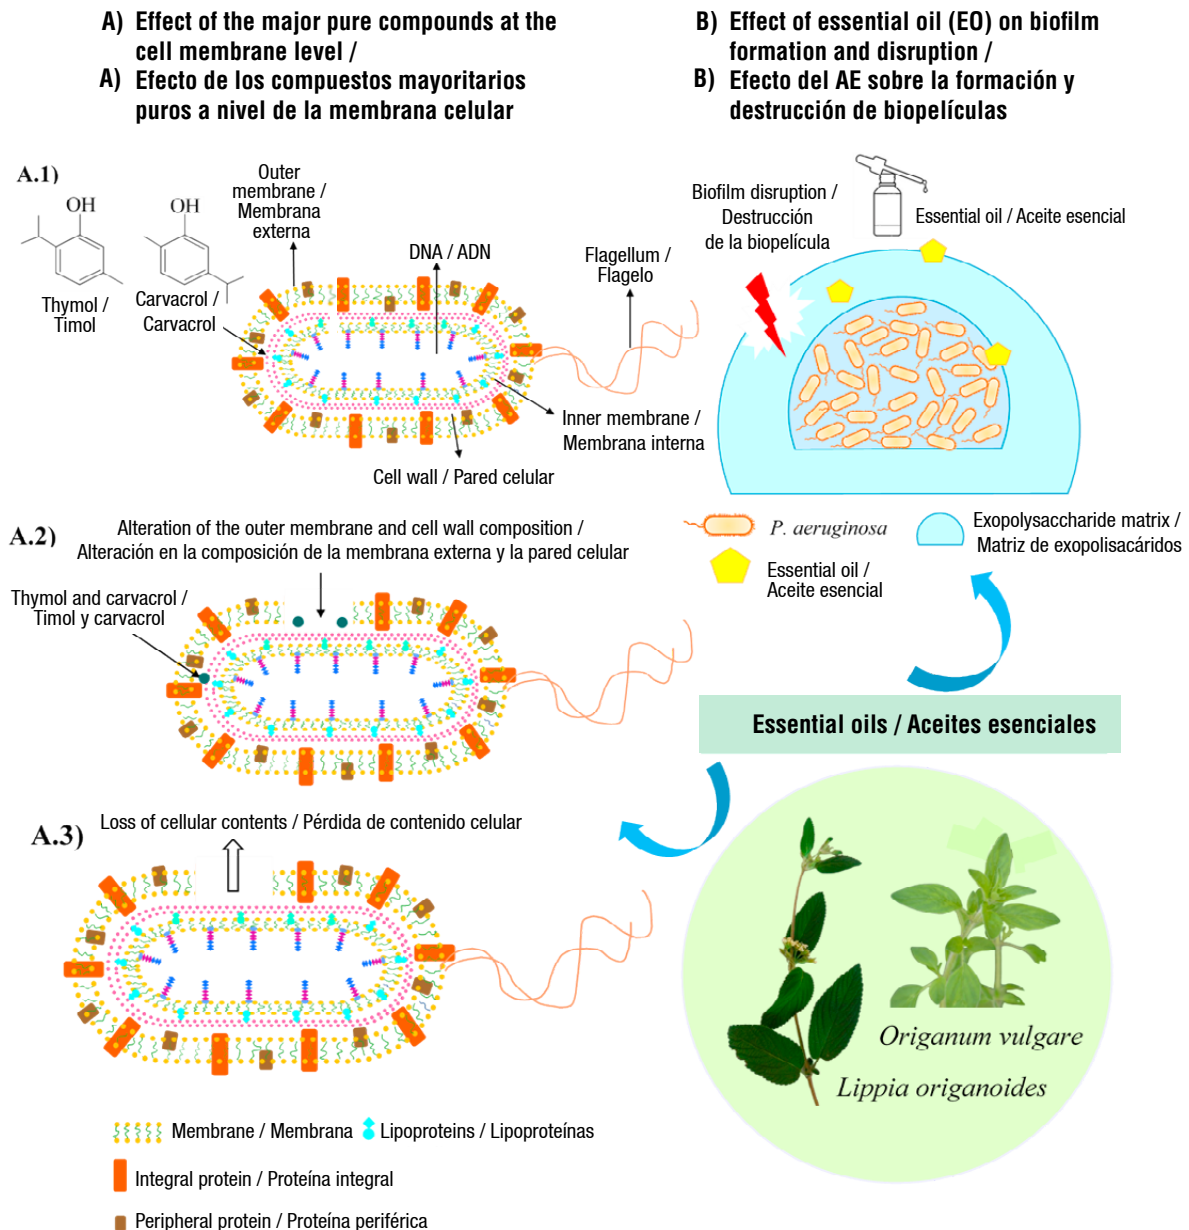 A) Effect of the major pure compounds at the
cell membrane level /
A) Efecto de los compuestos mayoritarios
puros a nivel de la membrana celular
B) Effect of essential oil (EO) on biofilm
formation and disruption /
B) Efecto del AE sobre la formación y
destrucción de biopelículas
A.1)
OH
OH
Thymol /
Timol
Carvacrol /
Carvacrol
Outer
membrane /
Membrana
externa
DNA / ADN
Flagellum /
Flagelo
Inner membrane /
Membrana interna
Cell wall / Pared celular
Biofilm disruption /
Destrucción
de la biopelícula
Essential oil / Aceite esencial
P. aeruginosa
Exopolysaccharide matrix /
Matriz de exopolisacáridos
Essential oil /
Aceite esencial
A.2)
Alteration of the outer membrane and cell wall composition /
Alteración en la composición de la membrana externa y la pared celular
Thymol and carvacrol /
Timol y carvacrol
Essential oils / Aceites esenciales
A.3)
Loss of cellular contents / Pérdida de contenido celular
Origanum vulgare
Lippia origanoides
Membrane / Membrana
Lipoproteins / Lipoproteínas
Integral protein / Proteína integral
Peripheral protein / Proteína periférica